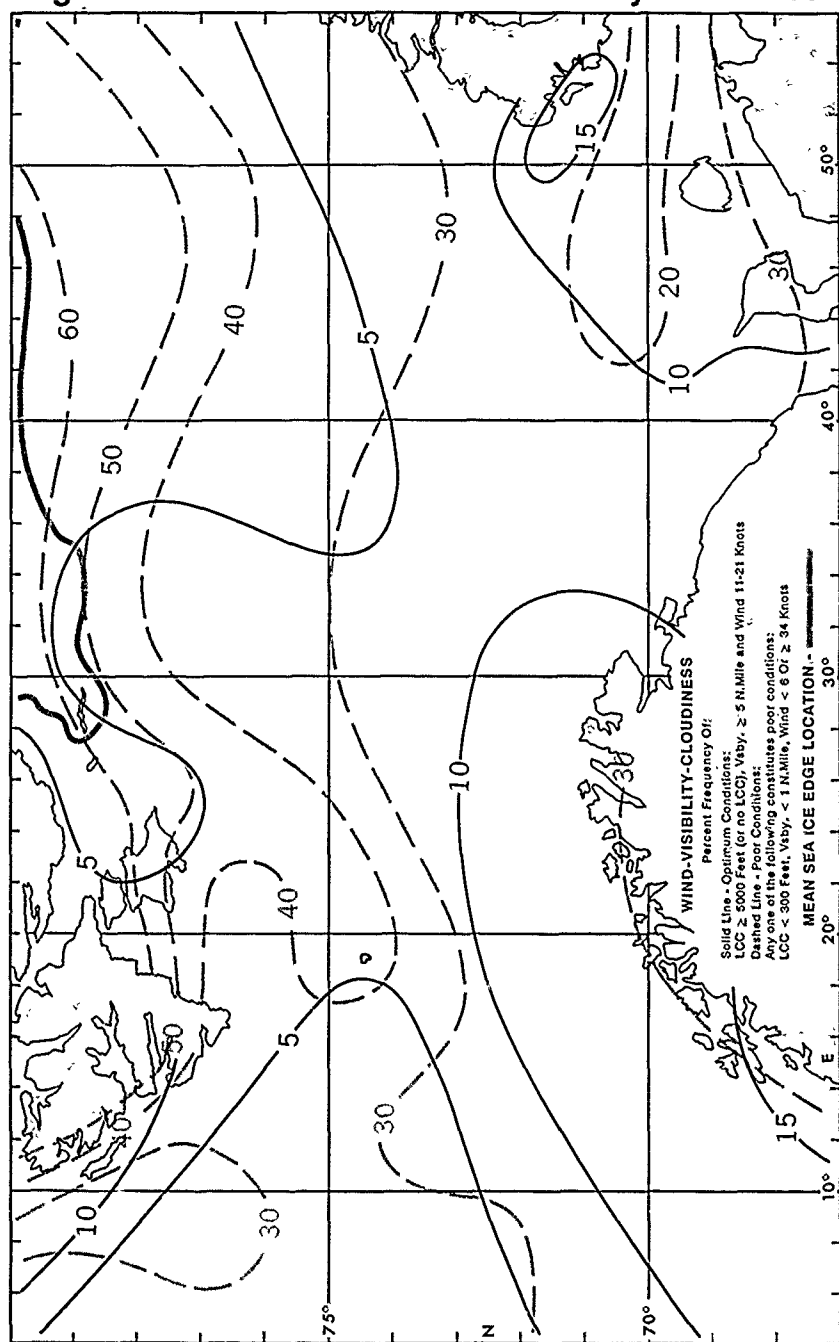 60
50
40
5
30
15
20
30
10
50°
40°
30°
20°
10°
E
75°
70°
N
5
40
50
5
10
30
30
10
30
15
WIND-VISIBILITY-CLOUDINESS
Percent Frequency Of:
Solid Line - Optimum Conditions:
LCC ≥ 5000 Feet (or no LCC), Vsby. ≥ 5 N.Mile and Wind 11-21 Knots
Dashed Line - Poor Conditions:
Any one of the following constitutes poor conditions:
LCC < 300 Feet, Vsby. < 1 N.Mile, Wind < 6 Or ≥ 34 Knots
MEAN SEA ICE EDGE LOCATION -